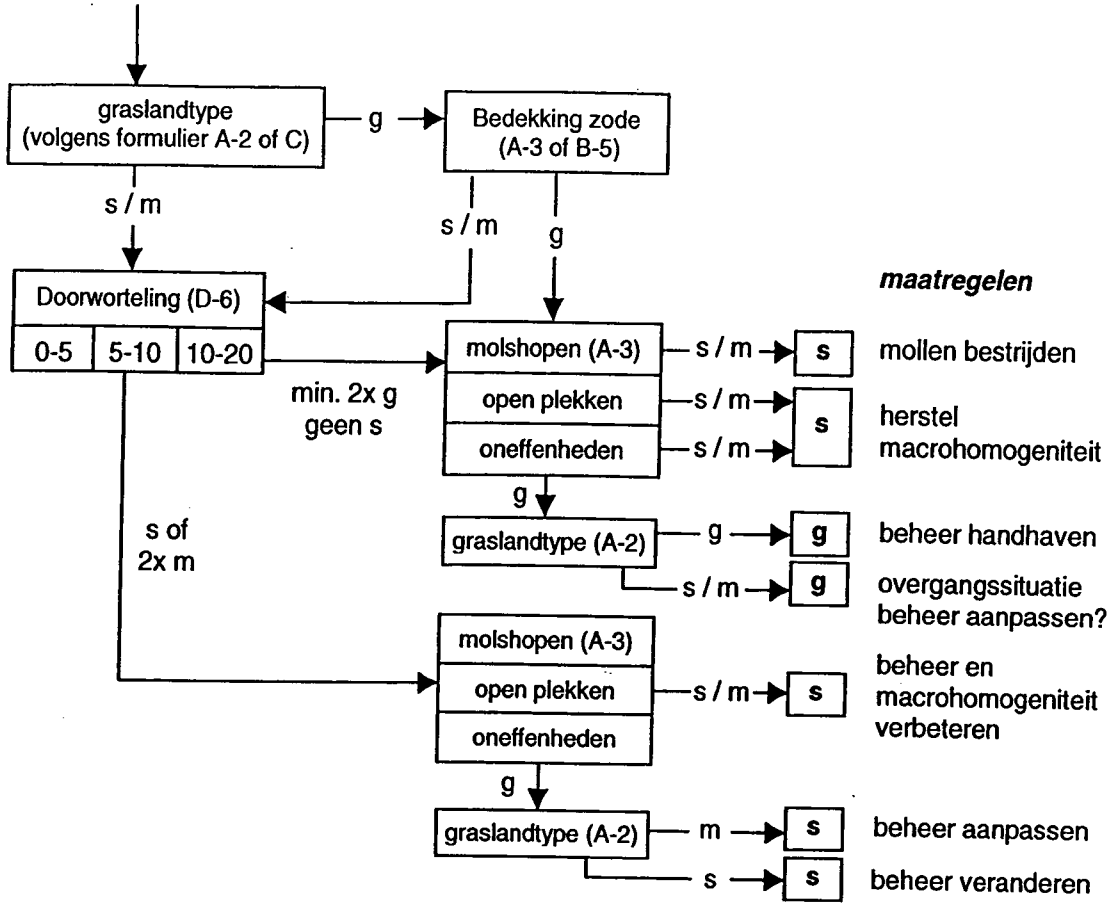 graslandtype
(volgens formulier A-2 of C)
g
Bedekking zode
(A-3 of B-5)
s / m
s / m
g
maatregelen
Doorworteling (D-6)
0-5
5-10
10-20
min. 2x g
geen s
molshopen (A-3)
s / m
s
mollen bestrijden
open plekken
s / m
s
herstel
macrohomogeniteit
oneffenheden
s / m
g
graslandtype (A-2)
g
g
beheer handhaven
s / m
g
overgangssituatie
beheer aanpassen?
s of
2x m
molshopen (A-3)
open plekken
s / m
s
beheer en
macrohomogeniteit
verbeteren
oneffenheden
g
graslandtype (A-2)
m
s
beheer aanpassen
s
s
beheer veranderen